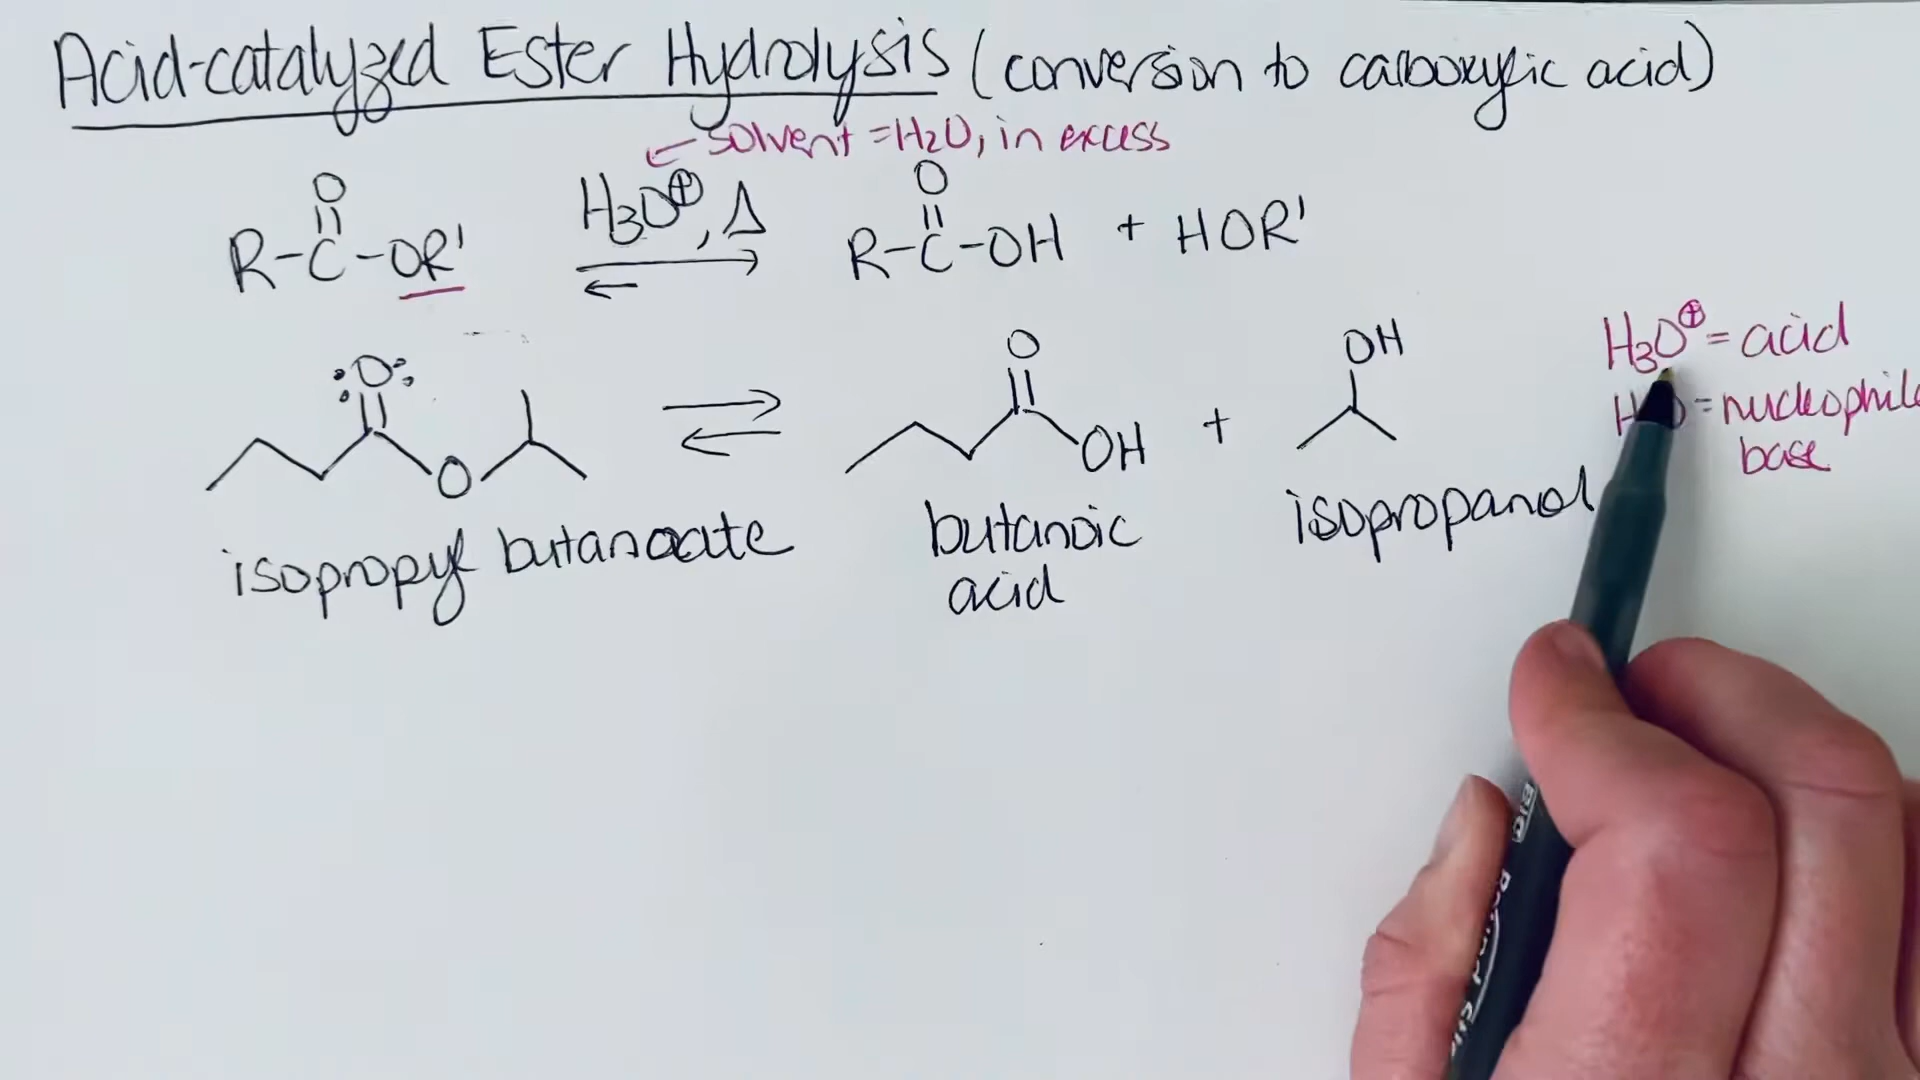 Acid-catalyzed Ester Hydrolysis (conversion to carboxylic acid)
← solvent = H2O, in excess
O O
H3O⊕, Δ
R-C-OR' R-C-OH + HOR'
H3O⊕ = acid
O O OH
= nucleophile
O OH +
base
isopropyl butanoate butanoic isopropanol
acid
BIC